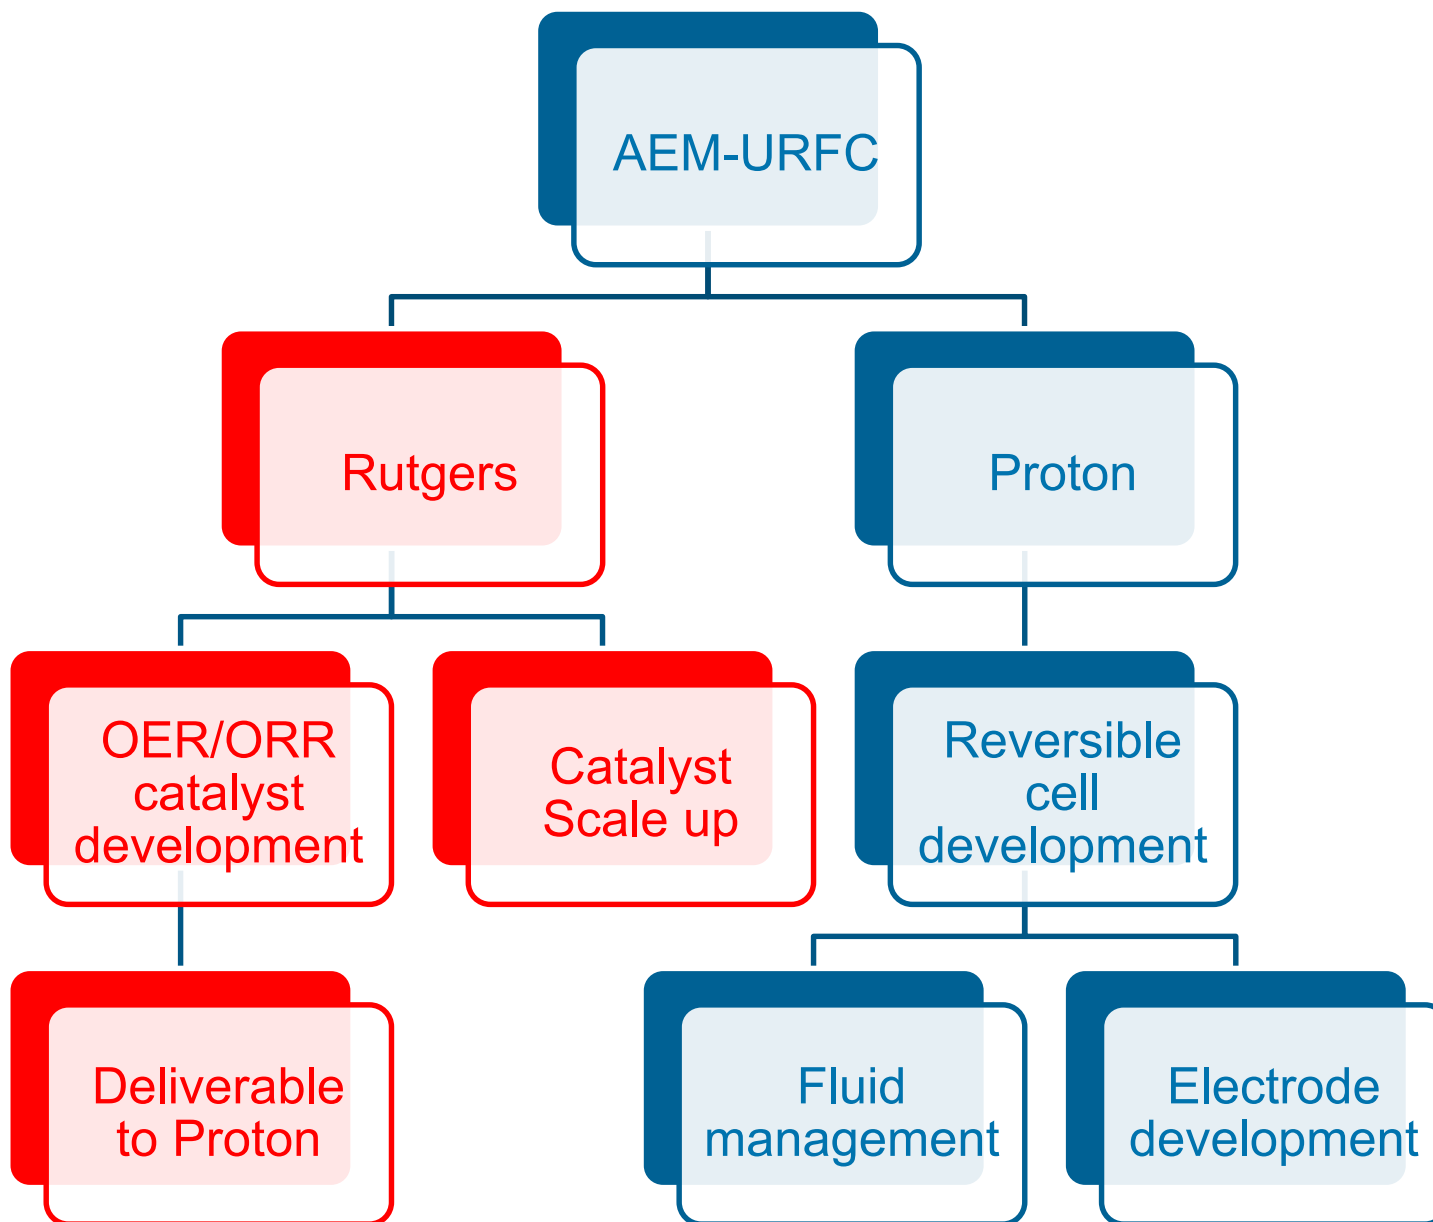 AEM-URFC
Rutgers
Proton
OER/ORR
catalyst
development
Catalyst
Scale up
Reversible
cell
development
Deliverable
to Proton
Fluid
management
Electrode
development